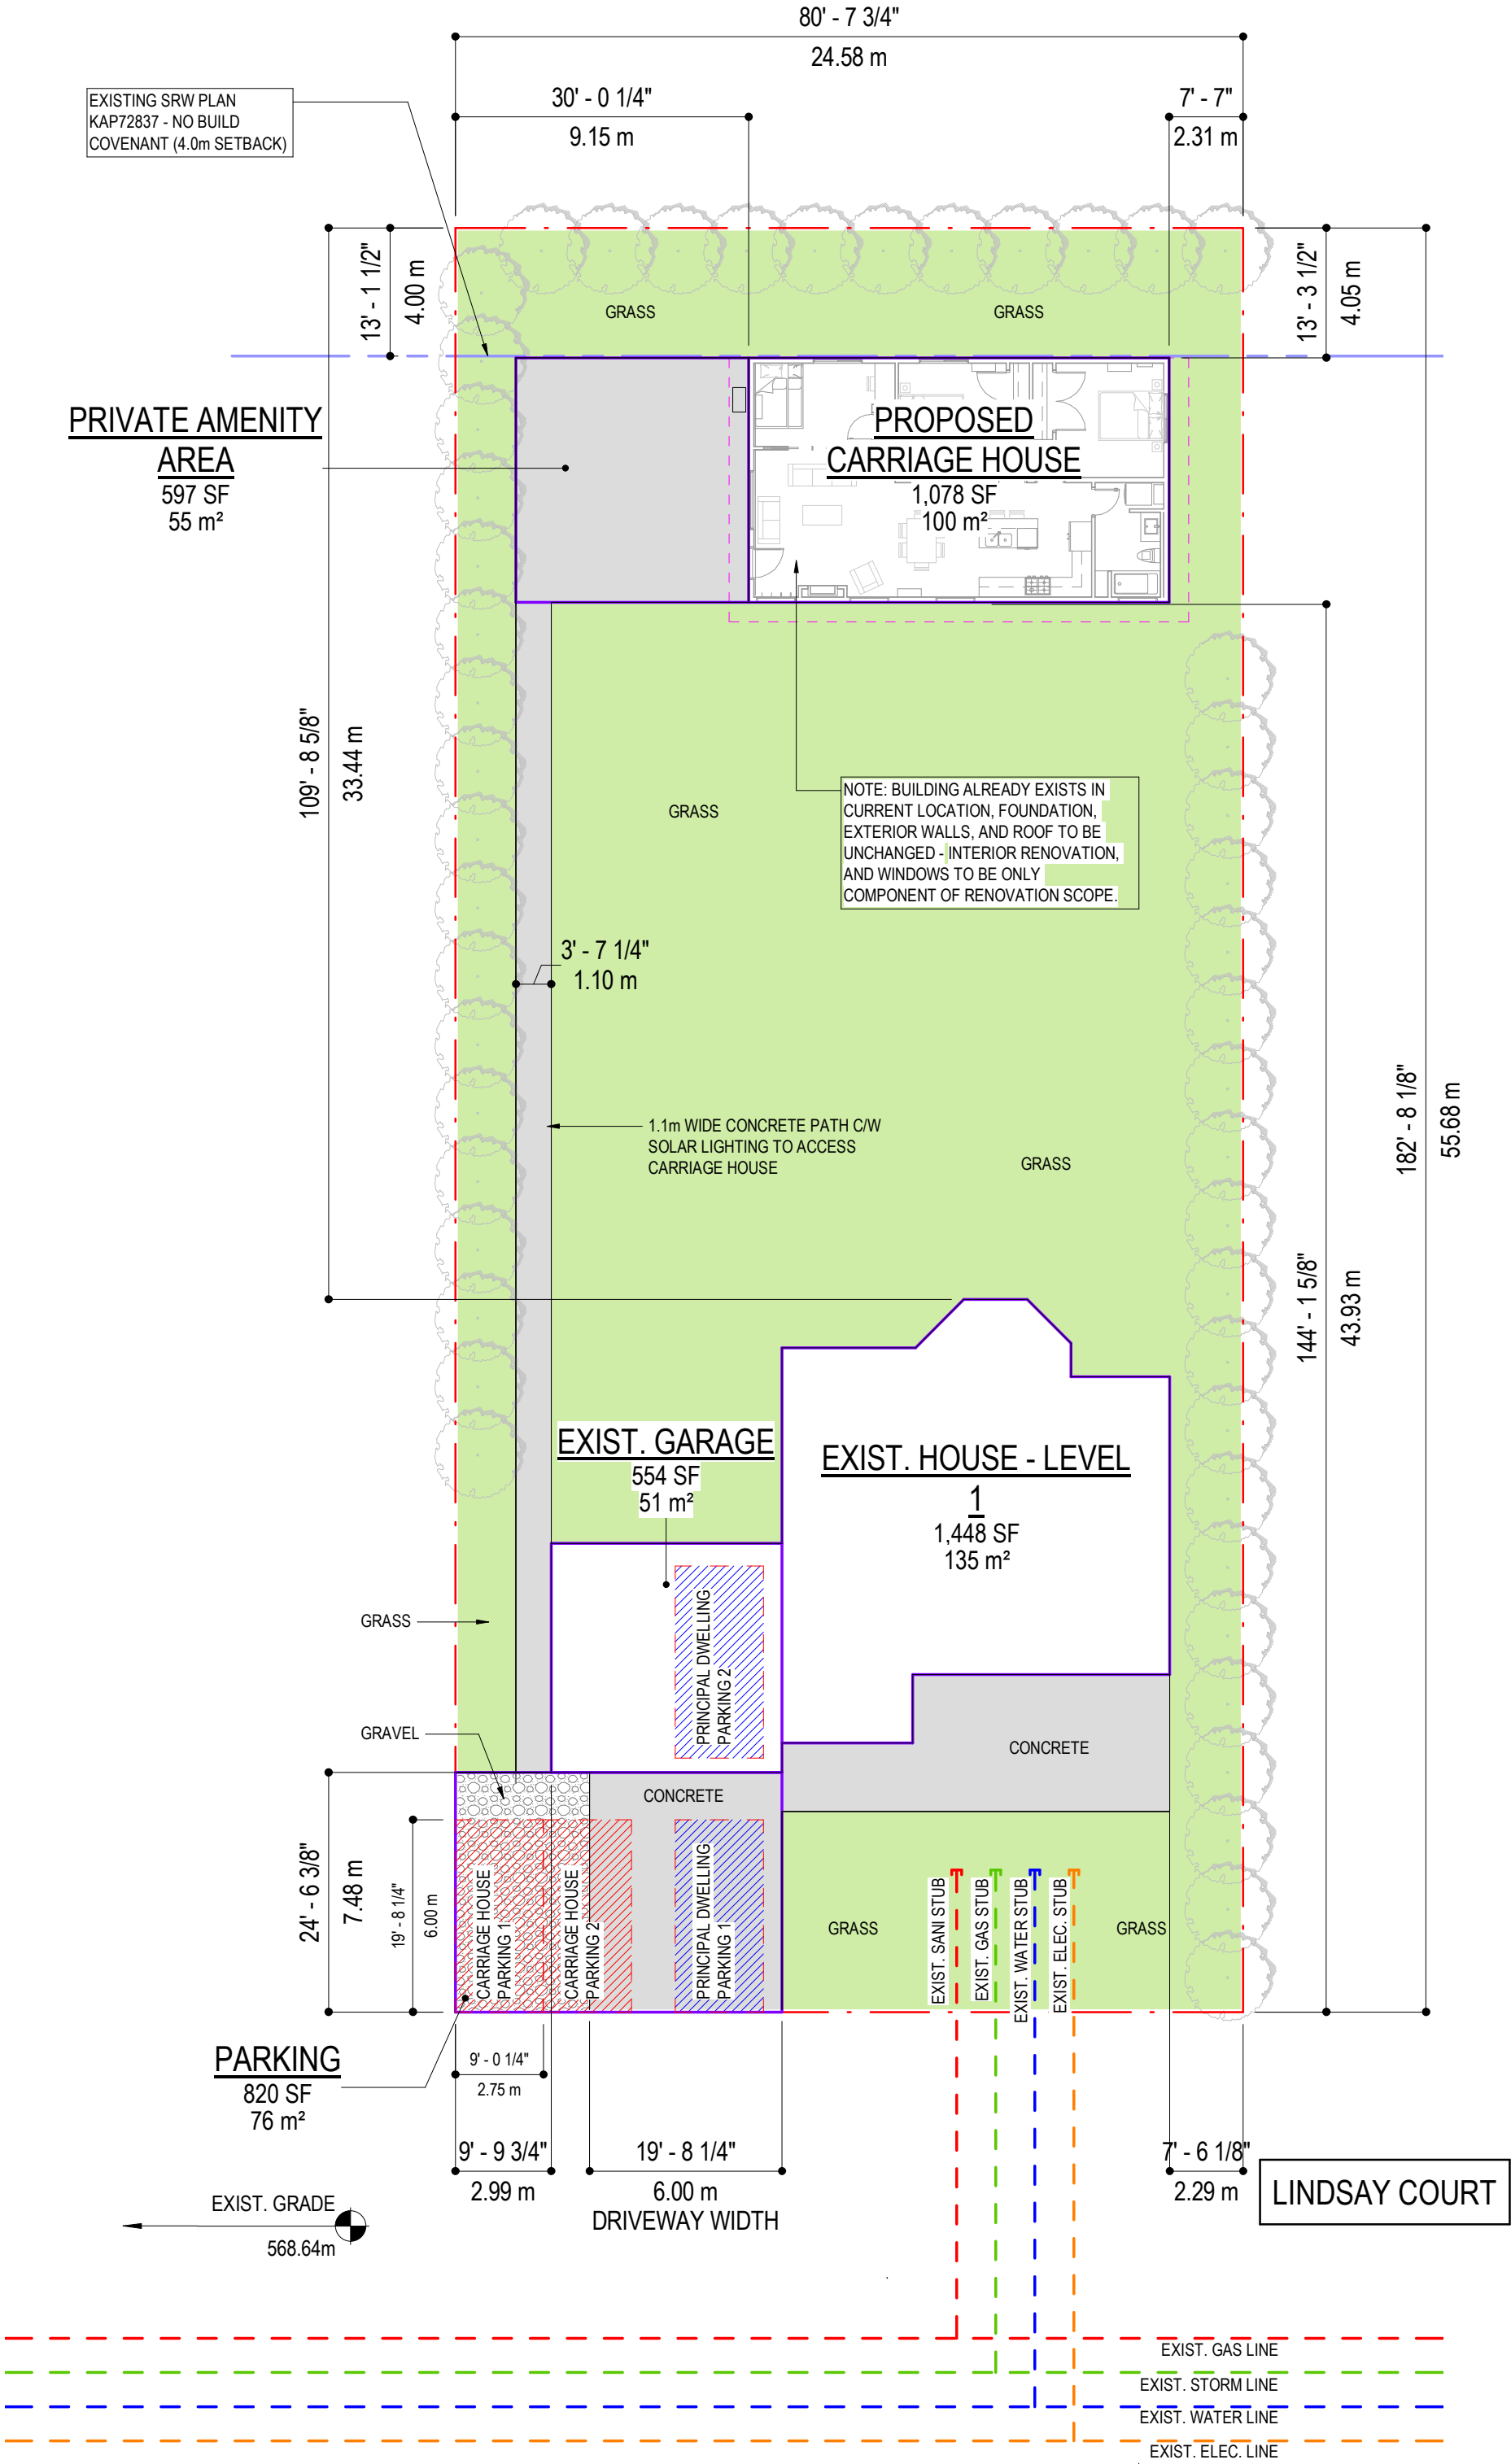 80' - 7 3/4"
24.58 m
30' - 0 1/4"
9.15 m
7' - 7"
2.31 m
EXISTING SRW PLAN
KAP72837 - NO BUILD
COVENANT (4.0m SETBACK)
13' - 1 1/2"
4.00 m
13' - 3 1/2"
4.05 m
GRASS
GRASS
PRIVATE AMENITY
AREA
597 SF
55 m²
PROPOSED
CARRIAGE HOUSE
1,078 SF
100 m²
109' - 8 5/8"
33.44 m
GRASS
NOTE: BUILDING ALREADY EXISTS IN
CURRENT LOCATION, FOUNDATION,
EXTERIOR WALLS, AND ROOF TO BE
UNCHANGED - INTERIOR RENOVATION,
AND WINDOWS TO BE ONLY
COMPONENT OF RENOVATION SCOPE.
3' - 7 1/4"
1.10 m
1.1m WIDE CONCRETE PATH C/W
SOLAR LIGHTING TO ACCESS
CARRIAGE HOUSE
GRASS
182' - 8 1/8"
55.68 m
144' - 1 5/8"
43.93 m
EXIST. GARAGE
554 SF
51 m²
EXIST. HOUSE - LEVEL
1
1,448 SF
135 m²
PRINCIPAL DWELLING
PARKING 2
GRASS
GRAVEL
CONCRETE
CONCRETE
24' - 6 3/8"
7.48 m
19' - 8 1/4"
6.00 m
CARRIAGE HOUSE
PARKING 1
CARRIAGE HOUSE
PARKING 2
PRINCIPAL DWELLING
PARKING 1
GRASS
EXIST. SANI STUB
EXIST. GAS STUB
EXIST. WATER STUB
EXIST. ELEC. STUB
GRASS
PARKING
820 SF
76 m²
9' - 0 1/4"
2.75 m
9' - 9 3/4"
2.99 m
19' - 8 1/4"
6.00 m
DRIVEWAY WIDTH
7' - 6 1/8"
2.29 m
LINDSAY COURT
EXIST. GRADE
568.64m
EXIST. GAS LINE
EXIST. STORM LINE
EXIST. WATER LINE
EXIST. ELEC. LINE